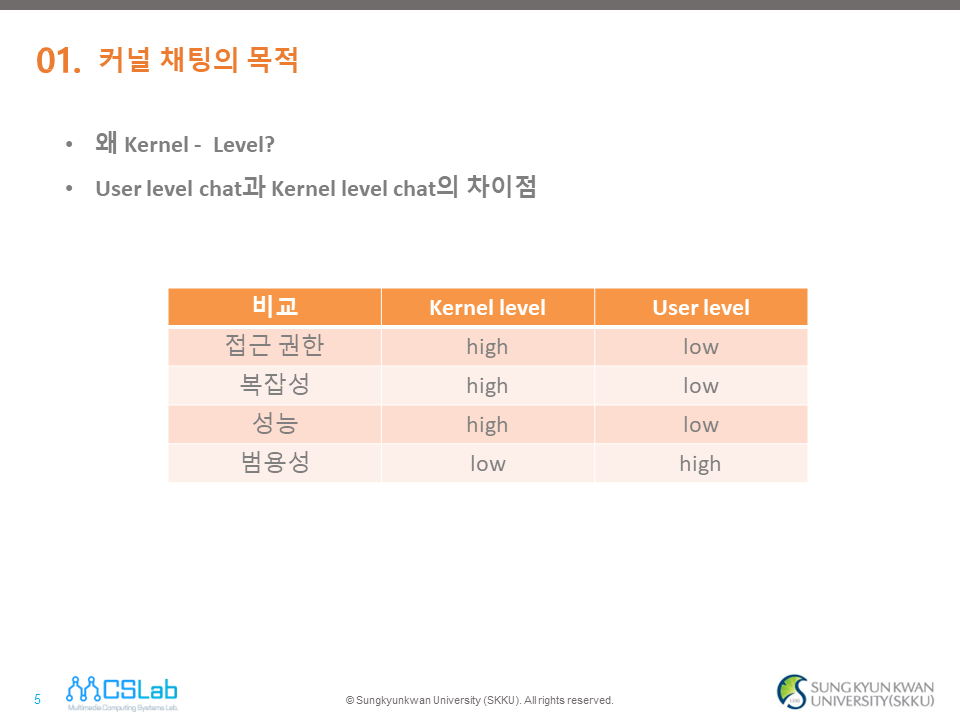 01. 커널 채팅의 목적
• 왜 Kernel - Level?
• User level chat과 Kernel level chat의 차이점
비교 Kernel level User level
접근 권한 high low
복잡성 high low
성능 high low
범용성 low high
5
MCSLab
Multimedia Computing Systems Lab.
© Sungkyunkwan University (SKKU). All rights reserved.
SUNG KYUN KWAN
UNIVERSITY(SKKU)